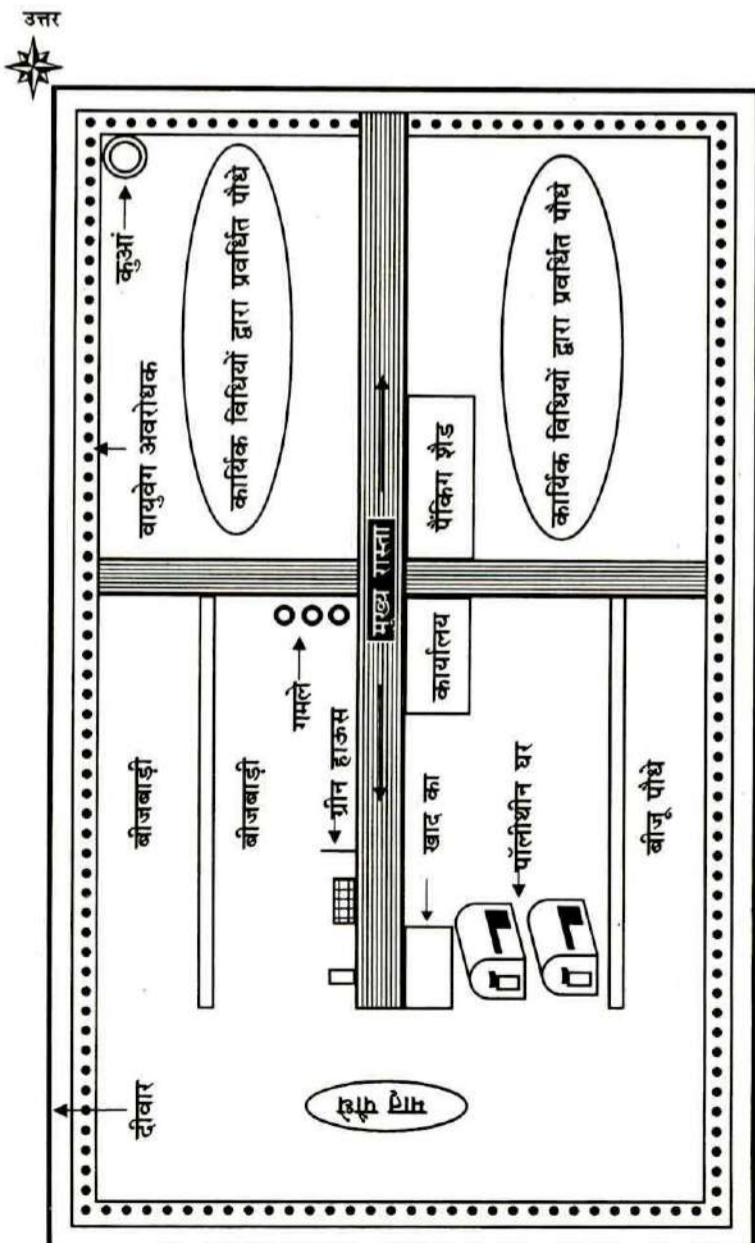 उत्तर
कुआं
वायुवेग अवरोधक
कार्यिक विधियों द्वारा प्रवर्धित पौधे
कार्यिक विधियों द्वारा प्रवर्धित पौधे
पैंकिग शैड
मुख्य रास्ता
कार्यालय
गमले
ग्रीन हाऊस
बीजबाड़ी
बीजबाड़ी
खाद का
पॉलीथीन घर
बीजू पौधे
मातृ
पौधे
दीवार